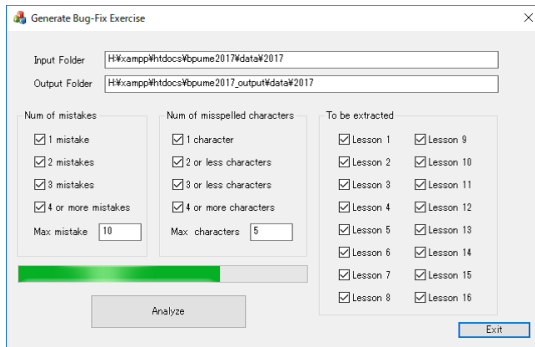 Generate Bug-Fix Exercise
Input Folder H:¥xampp¥htdocs¥bpume2017¥data¥2017
Output Folder H:¥xampp¥htdocs¥bpume2017_output¥data¥2017
Num of mistakes
1 mistake
2 mistakes
3 mistakes
4 or more mistakes
Max mistake 10
Num of misspelled characters
1 character
2 or less characters
3 or less characters
4 or more characters
Max characters 5
To be extracted
Lesson 1 Lesson 9
Lesson 2 Lesson 10
Lesson 3 Lesson 11
Lesson 4 Lesson 12
Lesson 5 Lesson 13
Lesson 6 Lesson 14
Lesson 7 Lesson 15
Lesson 8 Lesson 16
Analyze
Exit